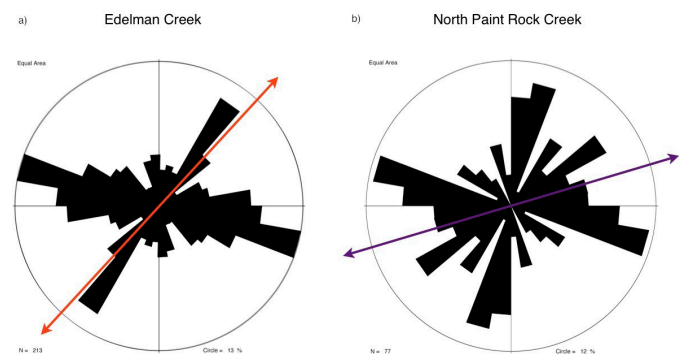 a) Edelman Creek
Equal Area
N = 213 Circle = 13 %
b) North Paint Rock Creek
Equal Area
N = 77 Circle = 12 %